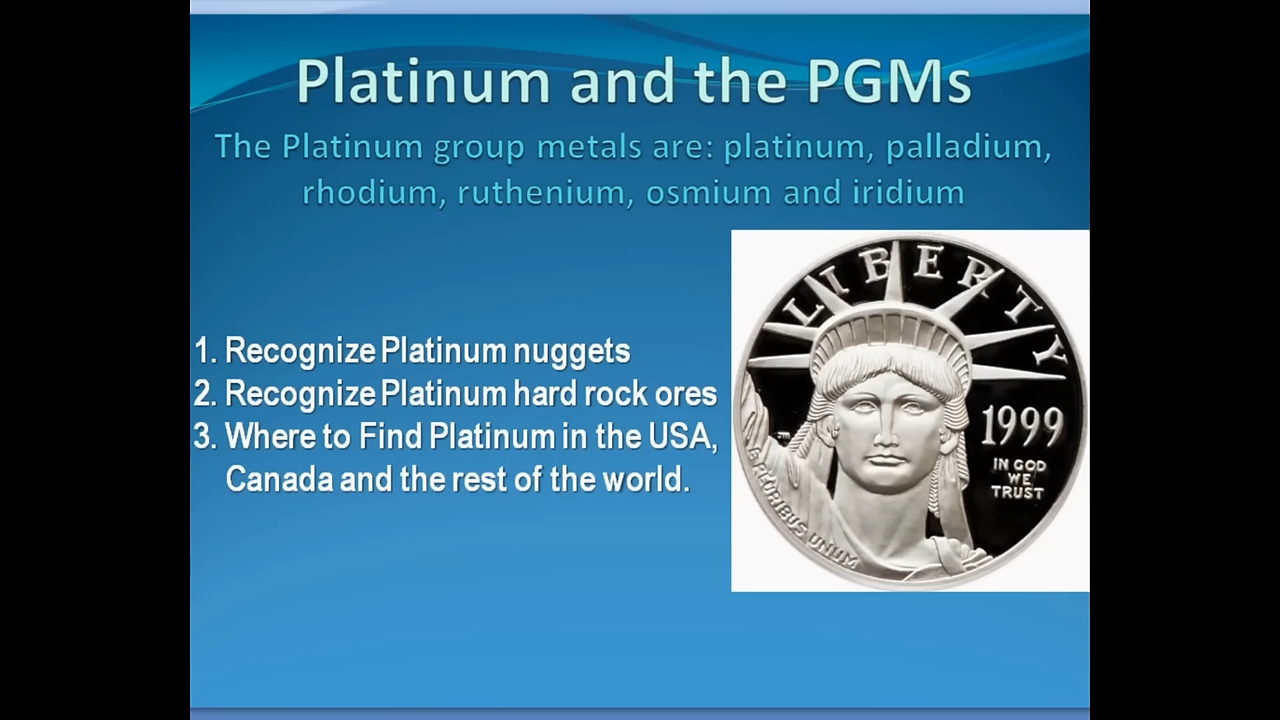 Platinum and the PGMs
The Platinum group metals are: platinum, palladium,
rhodium, ruthenium, osmium and iridium
1. Recognize Platinum nuggets
2. Recognize Platinum hard rock ores
3. Where to Find Platinum in the USA,
Canada and the rest of the world.
LIBERTY
1999
IN GOD
WE
TRUST
E PLURIBUS UNUM